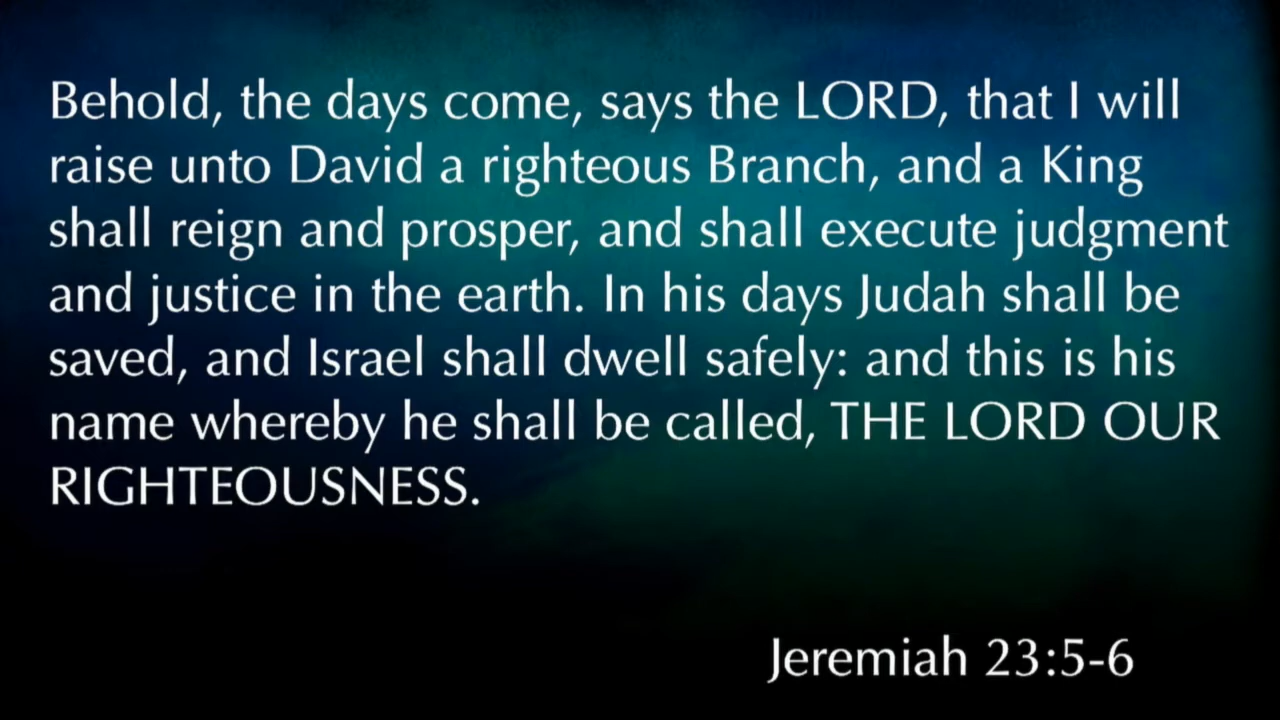 Behold, the days come, says the LORD, that I will
raise unto David a righteous Branch, and a King
shall reign and prosper, and shall execute judgment
and justice in the earth. In his days Judah shall be
saved, and Israel shall dwell safely: and this is his
name whereby he shall be called, THE LORD OUR
RIGHTEOUSNESS.
Jeremiah 23:5-6